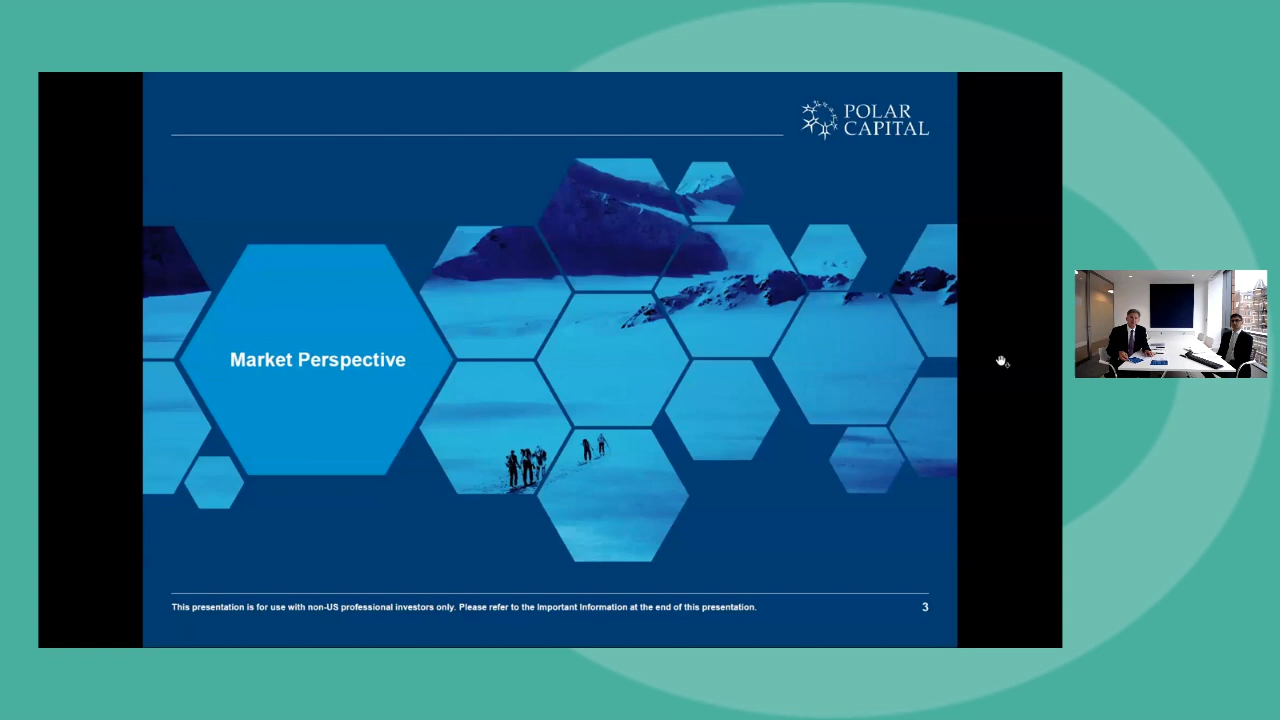 POLAR
CAPITAL
Market Perspective
This presentation is for use with non-US professional investors only. Please refer to the Important Information at the end of this presentation.
3